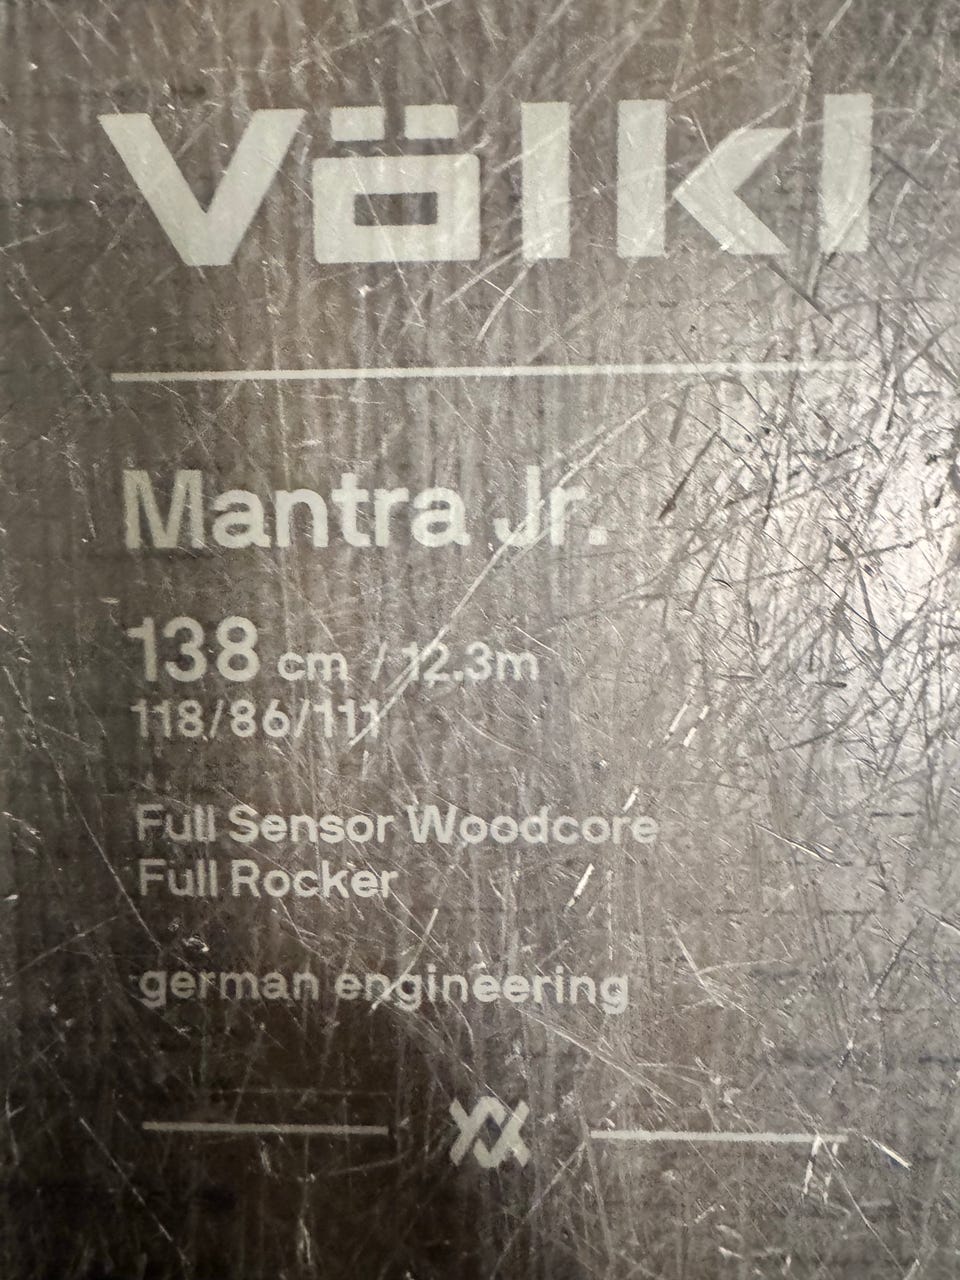 Völkl
Mantra Jr.
138 cm / 12.3m
118/86/111
Full Sensor Woodcore
Full Rocker
german engineering